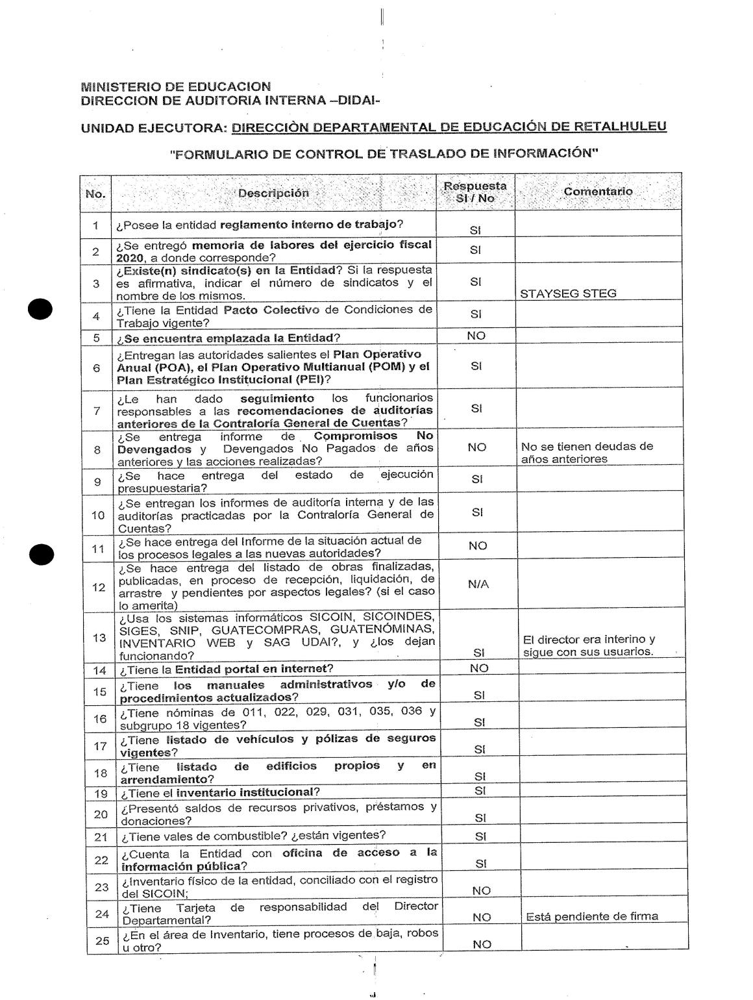 MINISTERIO DE EDUCACION
DIRECCION DE AUDITORIA INTERNA –DIDAI-
UNIDAD EJECUTORA: DIRECCIÒN DEPARTAMENTAL DE EDUCACIÓN DE RETALHULEU
"FORMULARIO DE CONTROL DE TRASLADO DE INFORMACIÓN"
No. Descripción Respuesta SI / No Comentario
1 ¿Posee la entidad reglamento interno de trabajo? SI
2 ¿Se entregó memoria de labores del ejercicio fiscal
2020, a donde corresponde? SI
3 ¿Existe(n) sindicato(s) en la Entidad? Si la respuesta
es afirmativa, indicar el número de sindicatos y el
nombre de los mismos. SI STAYSEG STEG
4 ¿Tiene la Entidad Pacto Colectivo de Condiciones de
Trabajo vigente? SI
5 ¿Se encuentra emplazada la Entidad? NO
6 ¿Entregan las autoridades salientes el Plan Operativo
Anual (POA), el Plan Operativo Multianual (POM) y el
Plan Estratégico Institucional (PEI)? SI
7 ¿Le han dado seguimiento los funcionarios
responsables a las recomendaciones de auditorías
anteriores de la Contraloría General de Cuentas? SI
8 ¿Se entrega informe de Compromisos No
Devengados y Devengados No Pagados de años
anteriores y las acciones realizadas? NO No se tienen deudas de
años anteriores
9 ¿Se hace entrega del estado de ejecución
presupuestaria? SI
10 ¿Se entregan los informes de auditoría interna y de las
auditorías practicadas por la Contraloría General de
Cuentas? SI
11 ¿Se hace entrega del Informe de la situación actual de
los procesos legales a las nuevas autoridades? NO
12 ¿Se hace entrega del listado de obras finalizadas,
publicadas, en proceso de recepción, liquidación, de
arrastre y pendientes por aspectos legales? (si el caso
lo amerita) N/A
13 ¿Usa los sistemas informáticos SICOIN, SICOINDES,
SIGES, SNIP, GUATECOMPRAS, GUATENÓMINAS,
INVENTARIO WEB y SAG UDAI?, y ¿los dejan
funcionando? SI El director era interino y
sigue con sus usuarios.
14 ¿Tiene la Entidad portal en internet? NO
15 ¿Tiene los manuales administrativos y/o de
procedimientos actualizados? SI
16 ¿Tiene nóminas de 011, 022, 029, 031, 035, 036 y
subgrupo 18 vigentes? SI
17 ¿Tiene listado de vehículos y pólizas de seguros
vigentes? SI
18 ¿Tiene listado de edificios propios y en
arrendamiento? SI
19 ¿Tiene el inventario institucional? SI
20 ¿Presentó saldos de recursos privativos, préstamos y
donaciones? SI
21 ¿Tiene vales de combustible? ¿están vigentes? SI
22 ¿Cuenta la Entidad con oficina de acceso a la
información pública? SI
23 ¿Inventario físico de la entidad, conciliado con el registro
del SICOIN; NO
24 ¿Tiene Tarjeta de responsabilidad del Director
Departamental? NO Está pendiente de firma
25 ¿En el área de Inventario, tiene procesos de baja, robos
u otro? NO